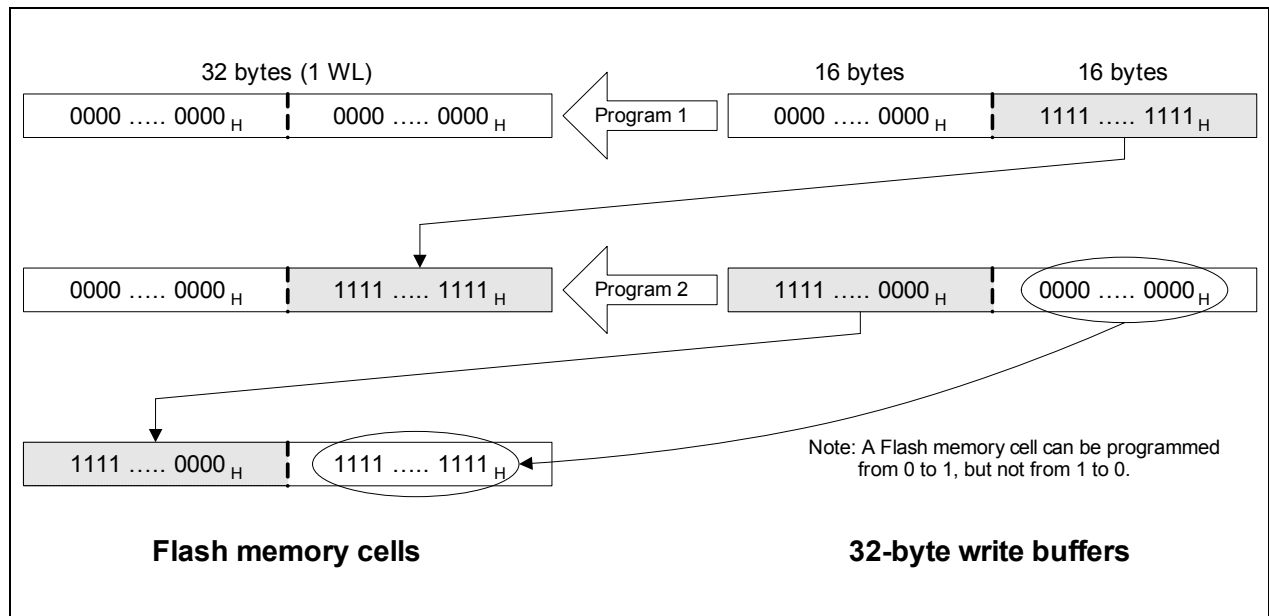 32 bytes (1 WL)
16 bytes
16 bytes
0000 ….. 0000 H
0000 ….. 0000 H
Program 1
0000 ….. 0000 H
1111 ….. 1111 H
0000 ….. 0000 H
1111 ….. 1111 H
Program 2
1111 ….. 0000 H
0000 ….. 0000 H
1111 ….. 0000 H
1111 ….. 1111 H
Note: A Flash memory cell can be programmed
from 0 to 1, but not from 1 to 0.
Flash memory cells
32-byte write buffers